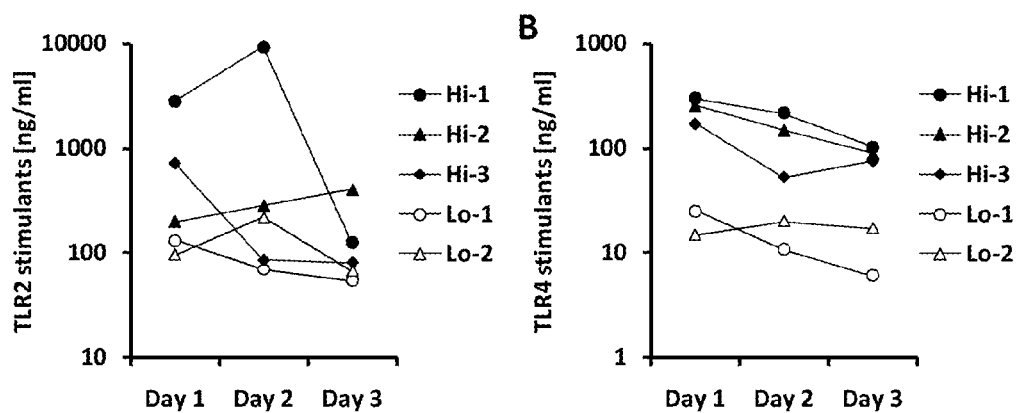 B
TLR2 stimulants [ng/ml]
10000
1000
100
10
Day 1 Day 2 Day 3
Hi-1
Hi-2
Hi-3
Lo-1
Lo-2
TLR4 stimulants [ng/ml]
1000
100
10
1
Day 1 Day 2 Day 3
Hi-1
Hi-2
Hi-3
Lo-1
Lo-2